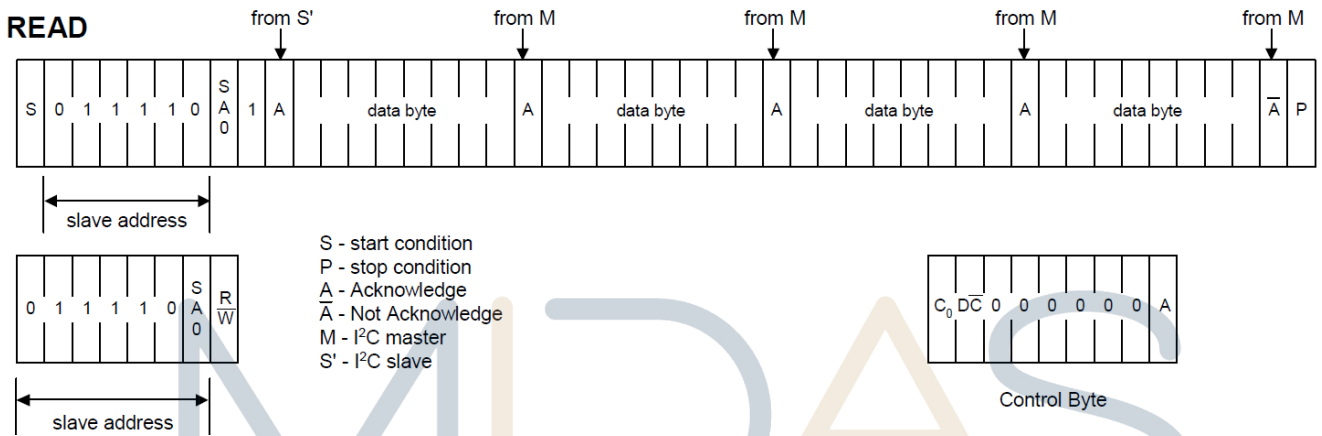 READ
from S' from M from M from M from M
S 0 1 1 1 1 0 SA0 1 A data byte A data byte A data byte A data byte A̅ P
slave address
0 1 1 1 1 0 SA0 R/W̅
S - start condition
P - stop condition
A - Acknowledge
A̅ - Not Acknowledge
M - I²C master
S' - I²C slave
slave address
C₀ DC̅ 0 0 0 0 0 0 A
Control Byte
MIDAS